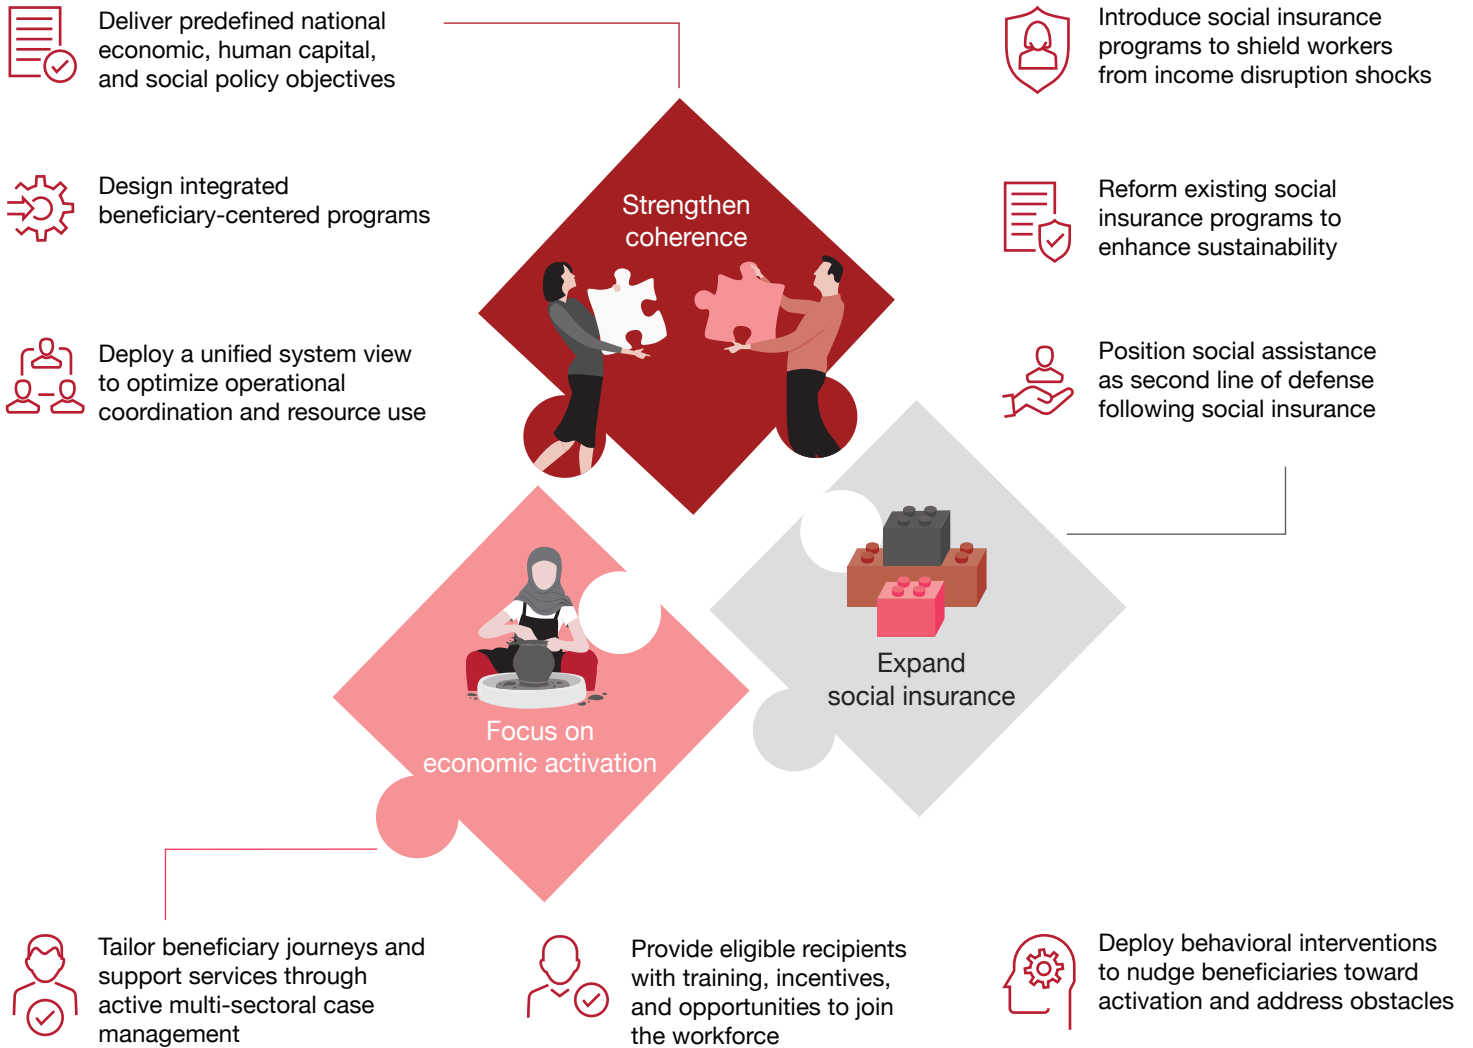 Deliver predefined national
economic, human capital,
and social policy objectives
Design integrated
beneficiary-centered programs
Deploy a unified system view
to optimize operational
coordination and resource use
Strengthen
coherence
Introduce social insurance
programs to shield workers
from income disruption shocks
Reform existing social
insurance programs to
enhance sustainability
Position social assistance
as second line of defense
following social insurance
Expand
social insurance
Focus on
economic activation
Tailor beneficiary journeys and
support services through
active multi-sectoral case
management
Provide eligible recipients
with training, incentives,
and opportunities to join
the workforce
Deploy behavioral interventions
to nudge beneficiaries toward
activation and address obstacles